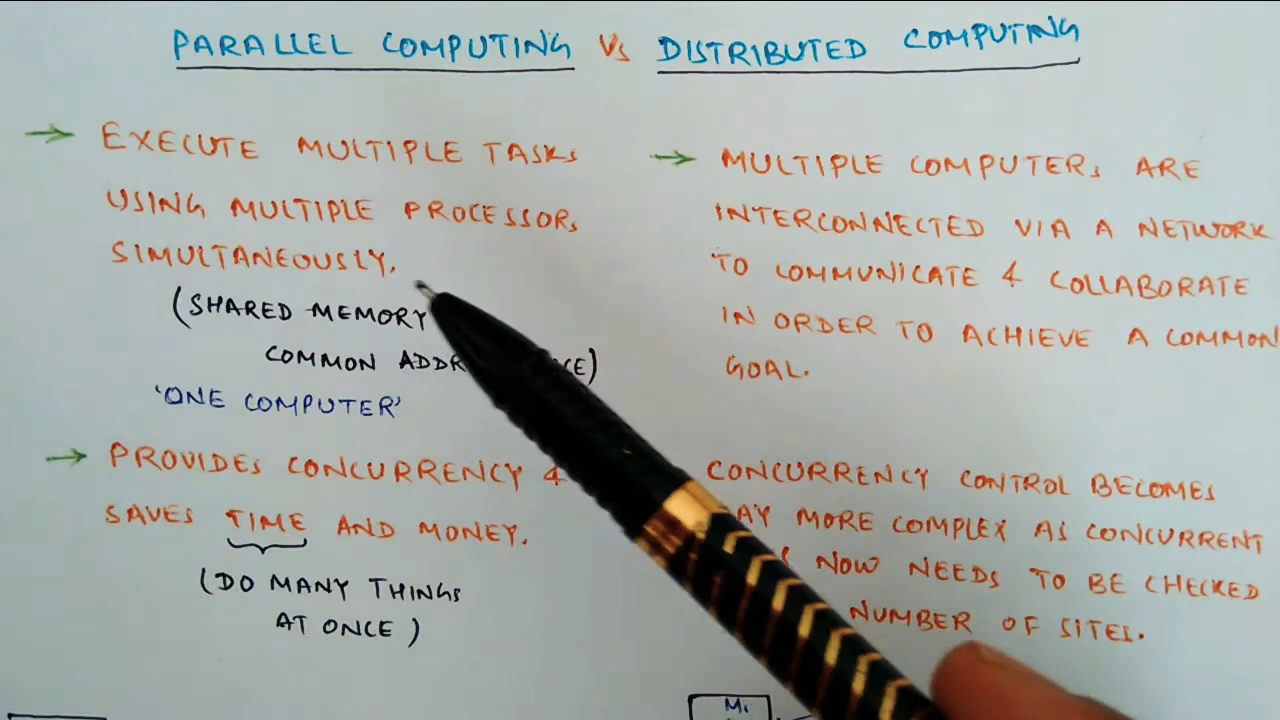 PARALLEL COMPUTING VS DISTRIBUTED COMPUTING
→ EXECUTE MULTIPLE TASKS
USING MULTIPLE PROCESSORS
SIMULTANEOUSLY.
(SHARED MEMORY
COMMON
'ONE COMPUTER'
→ PROVIDES CONCURRENCY &
SAVES TIME AND MONEY.
(DO MANY THINGS
AT ONCE)
→ MULTIPLE COMPUTERS ARE
INTERCONNECTED VIA A NETWORK
TO COMMUNICATE & COLLABORATE
IN ORDER TO ACHIEVE A COMMON
GOAL.
CONCURRENCY CONTROL BECOMES
MORE COMPLEX AS CONCURRENT
NOW NEEDS TO BE CHECKED
NUMBER OF SITES.
M1